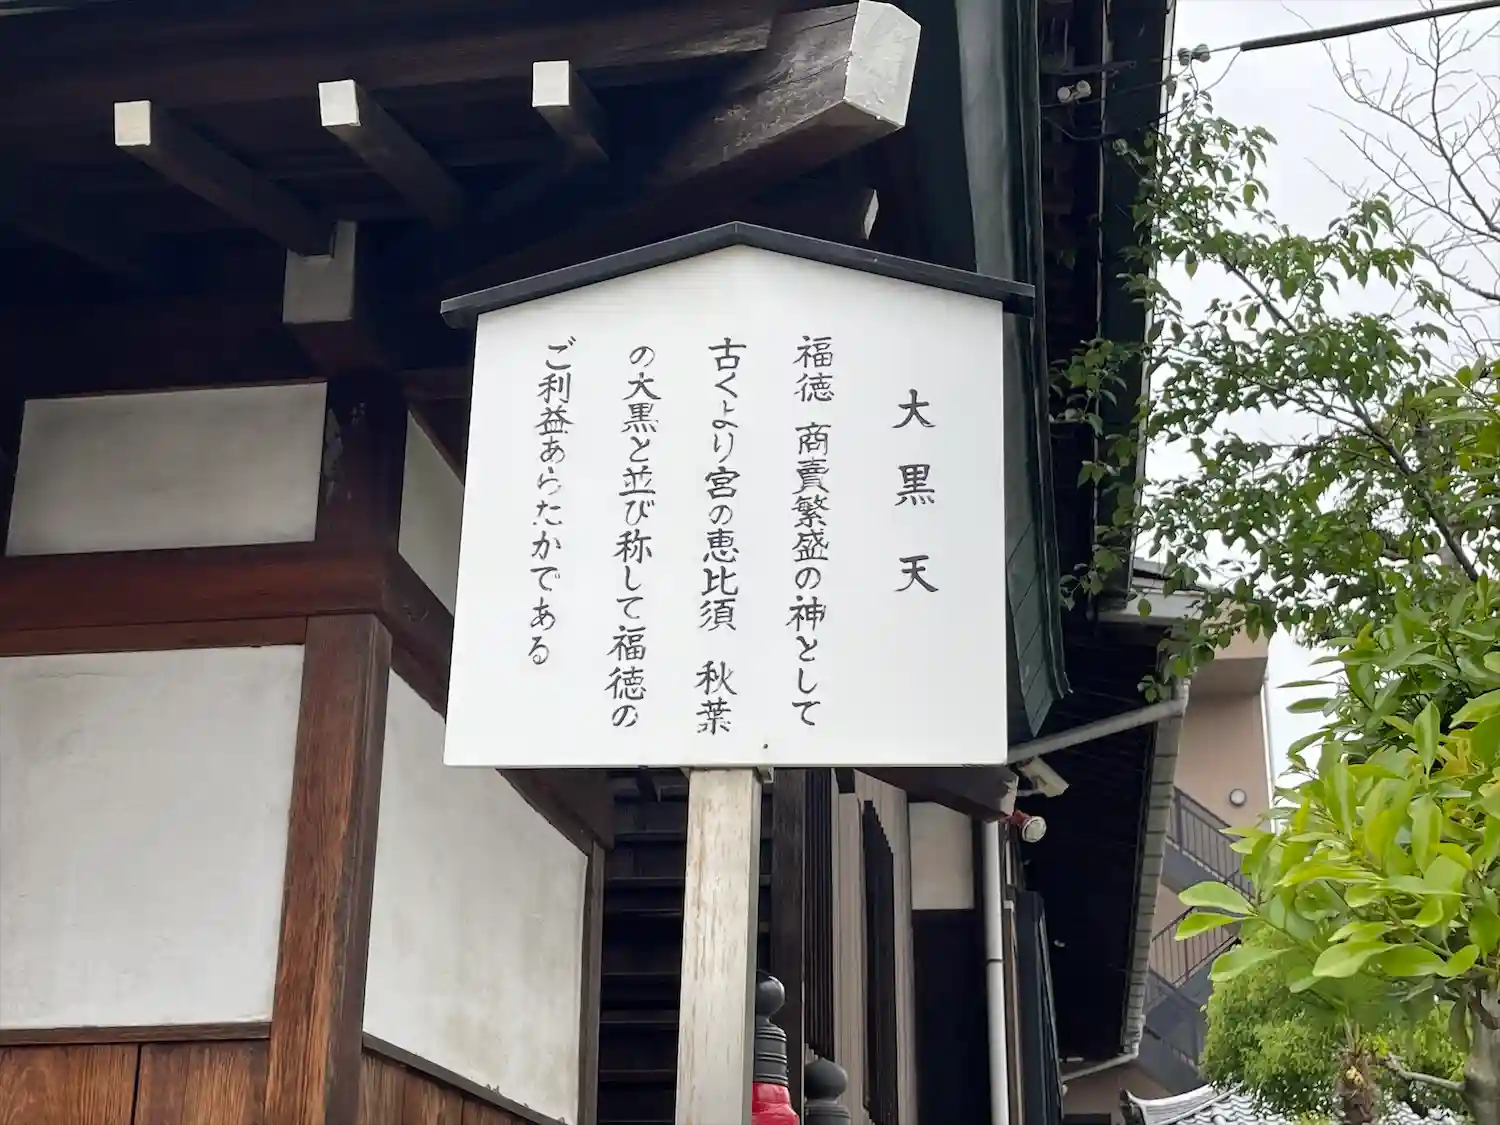 大黒天
福徳 商賣繁盛の神として
古くより宮の恵比須 秋葉
の大黒と並び称して福徳の
ご利益あらたかである